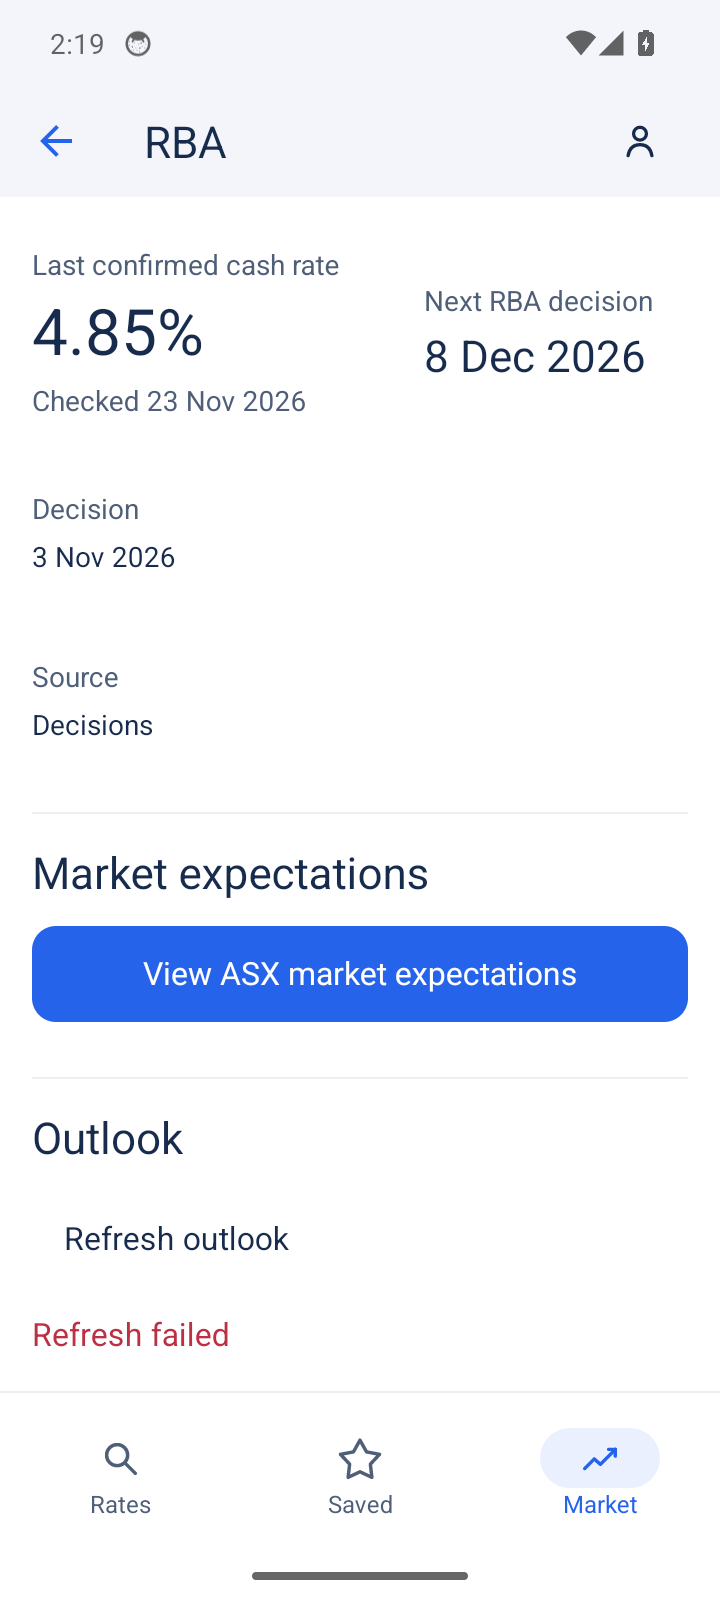 2:19
RBA
Last confirmed cash rate
4.85%
Checked 23 Nov 2026
Next RBA decision
8 Dec 2026
Decision
3 Nov 2026
Source
Decisions
Market expectations
View ASX market expectations
Outlook
Refresh outlook
Refresh failed
Rates
Saved
Market